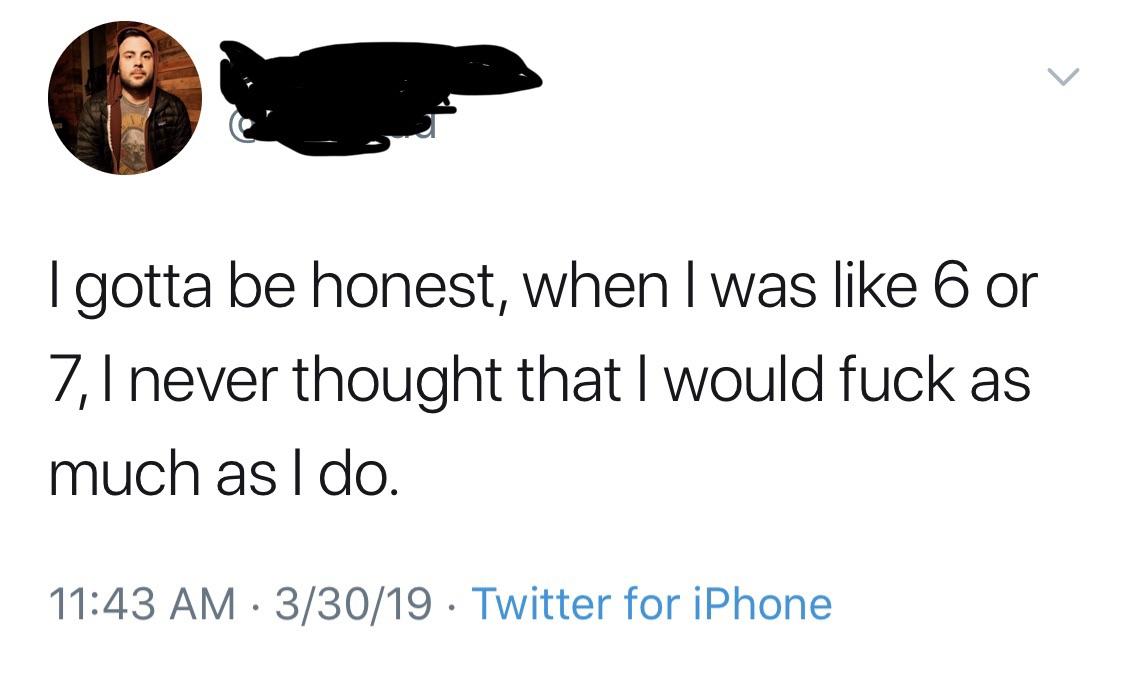 I gotta be honest, when I was like 6 or
7, I never thought that I would fuck as
much as I do.
11:43 AM · 3/30/19 · Twitter for iPhone